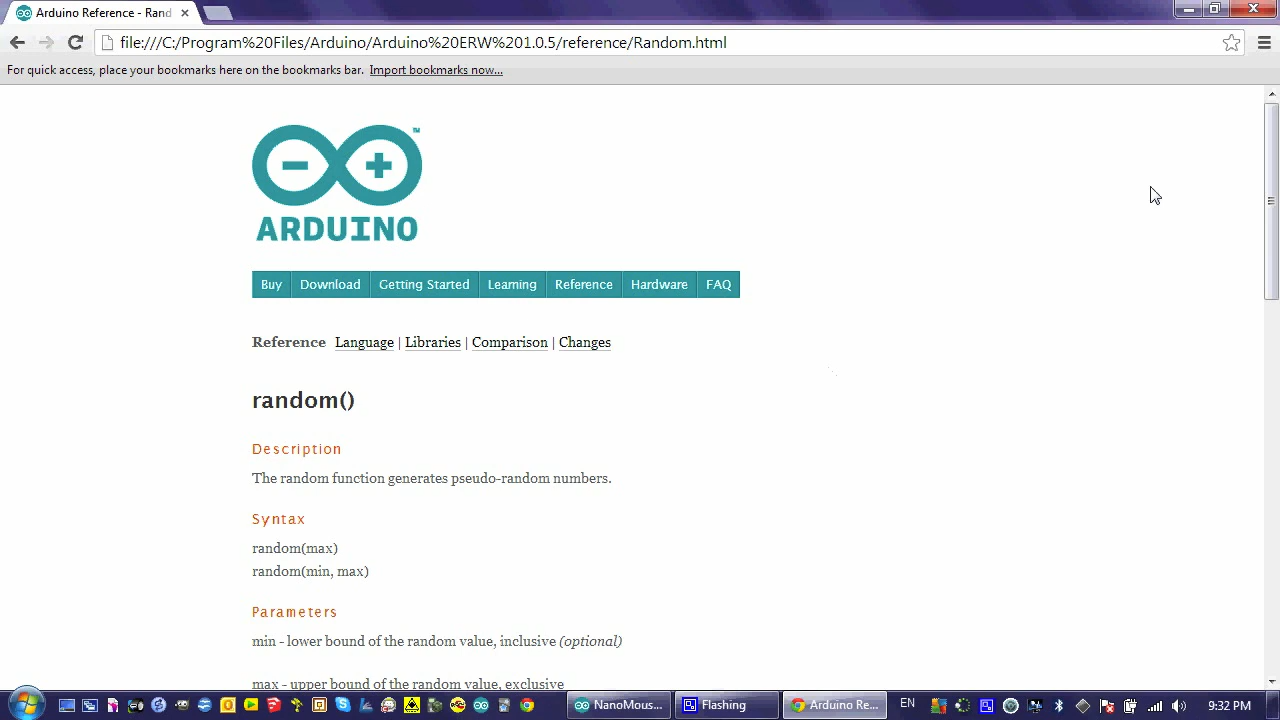 Arduino Reference - Rand
file:///C:/Program%20Files/Arduino/Arduino%20ERW%201.0.5/reference/Random.html
For quick access, place your bookmarks here on the bookmarks bar. Import bookmarks now...
TM
ARDUINO
Buy Download Getting Started Learning Reference Hardware FAQ
Reference Language | Libraries | Comparison | Changes
random()
Description
The random function generates pseudo-random numbers.
Syntax
random(max)
random(min, max)
Parameters
min - lower bound of the random value, inclusive (optional)
max - upper bound of the random value, exclusive
NanoMous... Flashing Arduino Re... EN 9:32 PM